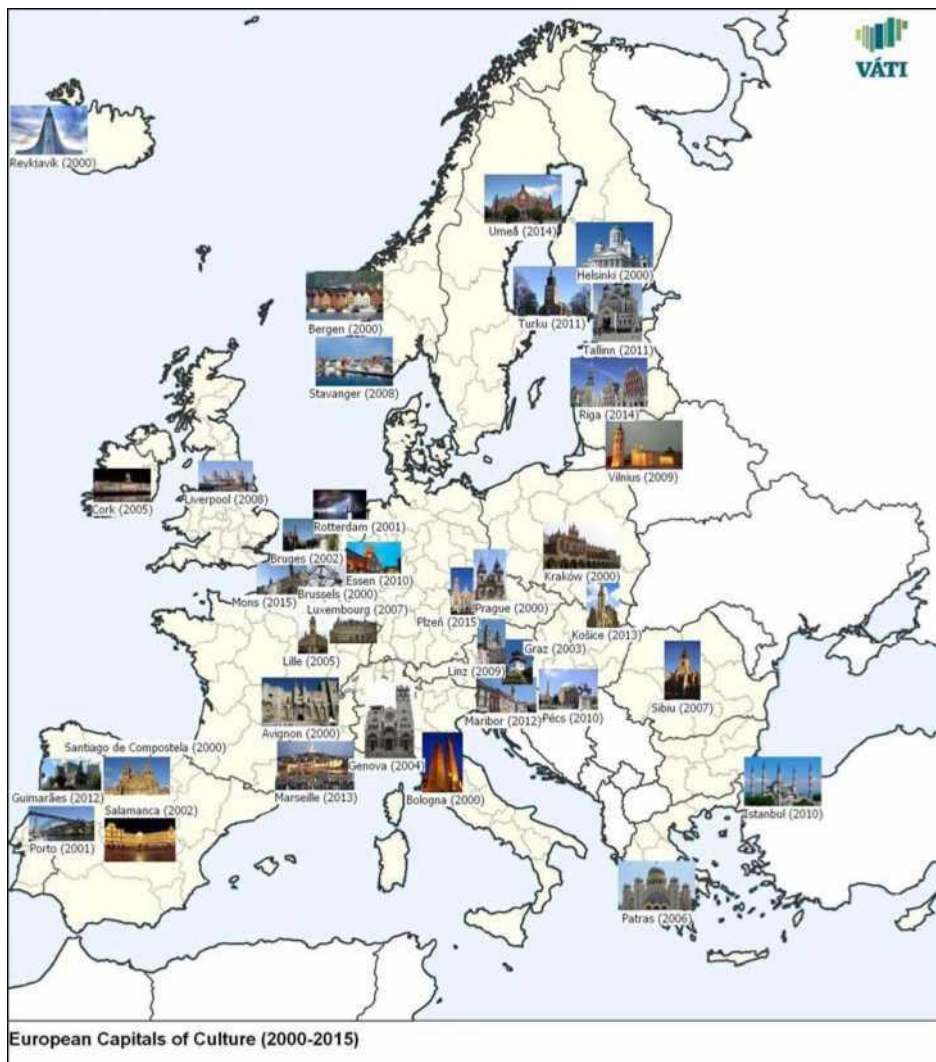 VÁTI
Reykjavík (2000)
Umeå (2014)
Helsinki (2000)
Bergen (2000)
Turku (2011)
Tallinn (2011)
Stavanger (2008)
Riga (2014)
Vilnius (2009)
Cork (2005)
Liverpool (2008)
Rotterdam (2001)
Bruges (2002)
Essen (2010)
Kraków (2000)
Mons (2015)
Brussels (2000)
Luxembourg (2007)
Plzeň (2015)
Prague (2000)
Košice (2013)
Lille (2005)
Linz (2009)
Graz (2003)
Maribor (2012)
Pécs (2010)
Sibiu (2007)
Avignon (2000)
Santiago de Compostela (2000)
Genova (2004)
Guimarães (2012)
Salamanca (2002)
Marseille (2013)
Bologna (2000)
Istanbul (2010)
Porto (2001)
Patras (2006)
European Capitals of Culture (2000-2015)